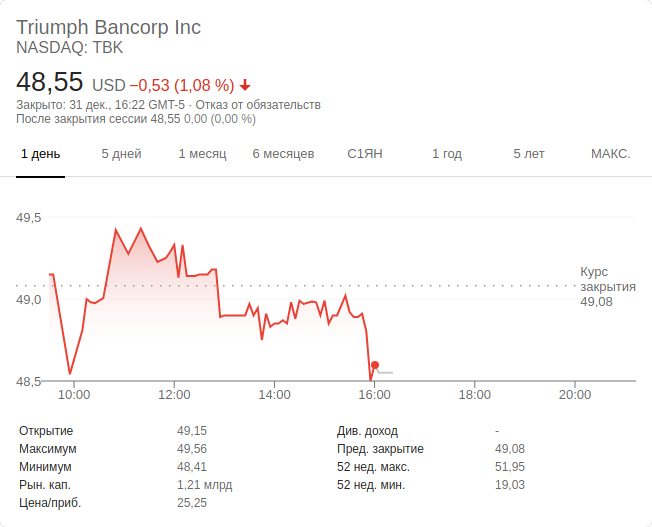 Triumph Bancorp Inc
NASDAQ: TBK
48,55 USD −0,53 (1,08 %)
Закрыто: 31 дек., 16:22 GMT-5 · Отказ от обязательств
После закрытия сессии 48,55 0,00 (0,00 %)
1 день 5 дней 1 месяц 6 месяцев С1ЯН 1 год 5 лет МАКС.
49,5
Курс
закрытия
49,08
49,0
48,5
10:00 12:00 14:00 16:00 18:00 20:00
Открытие 49,15 Див. доход -
Максимум 49,56 Пред. закрытие 49,08
Минимум 48,41 52 нед. макс. 51,95
Рын. кап. 1,21 млрд 52 нед. мин. 19,03
Цена/приб. 25,25